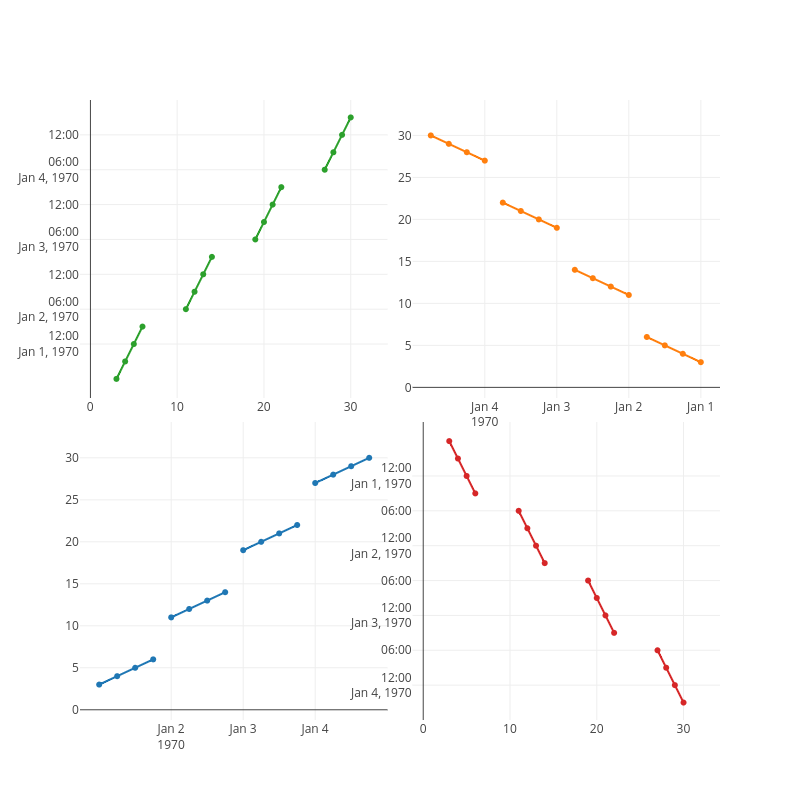 12:00
06:00
Jan 4, 1970
12:00
06:00
Jan 3, 1970
12:00
06:00
Jan 2, 1970
12:00
Jan 1, 1970
0
10
20
30
30
25
20
15
10
5
0
Jan 4
1970
Jan 3
Jan 2
Jan 1
30
25
20
15
10
5
0
Jan 2
1970
Jan 3
Jan 4
12:00
Jan 1, 1970
06:00
12:00
Jan 2, 1970
06:00
12:00
Jan 3, 1970
06:00
12:00
Jan 4, 1970
0
10
20
30